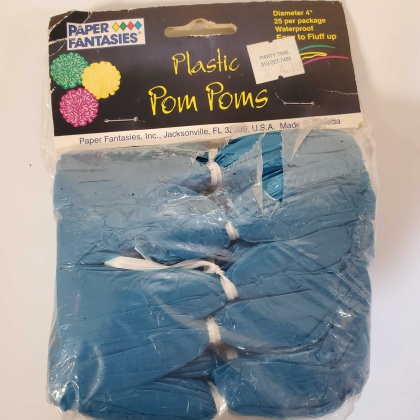 PAPER
FANTASIES®
Diameter 4"
25 per package
Waterproof
Easy to Fluff up
PARTY TIME
Plastic
Pom Poms
Paper Fantasies, Inc., Jacksonville, FL U.S.A. Made